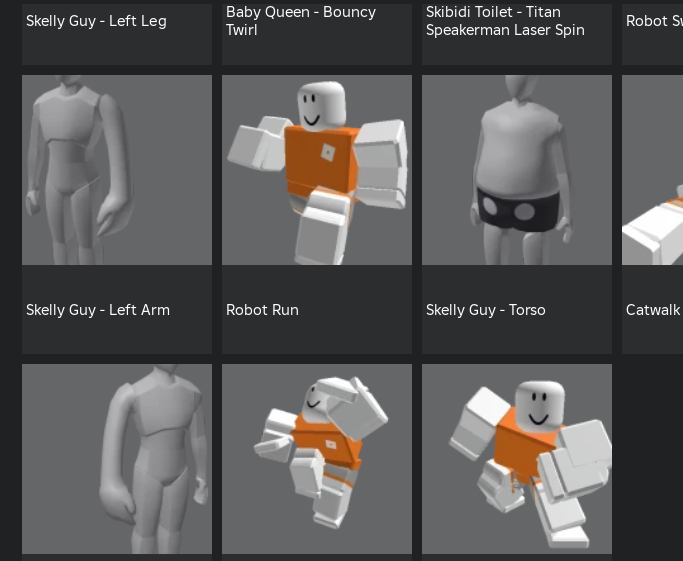 Skelly Guy - Left Leg
Baby Queen - Bouncy
Twirl
Skibidi Toilet - Titan
Speakerman Laser Spin
Robot
Skelly Guy - Left Arm
Robot Run
Skelly Guy - Torso
Catwalk